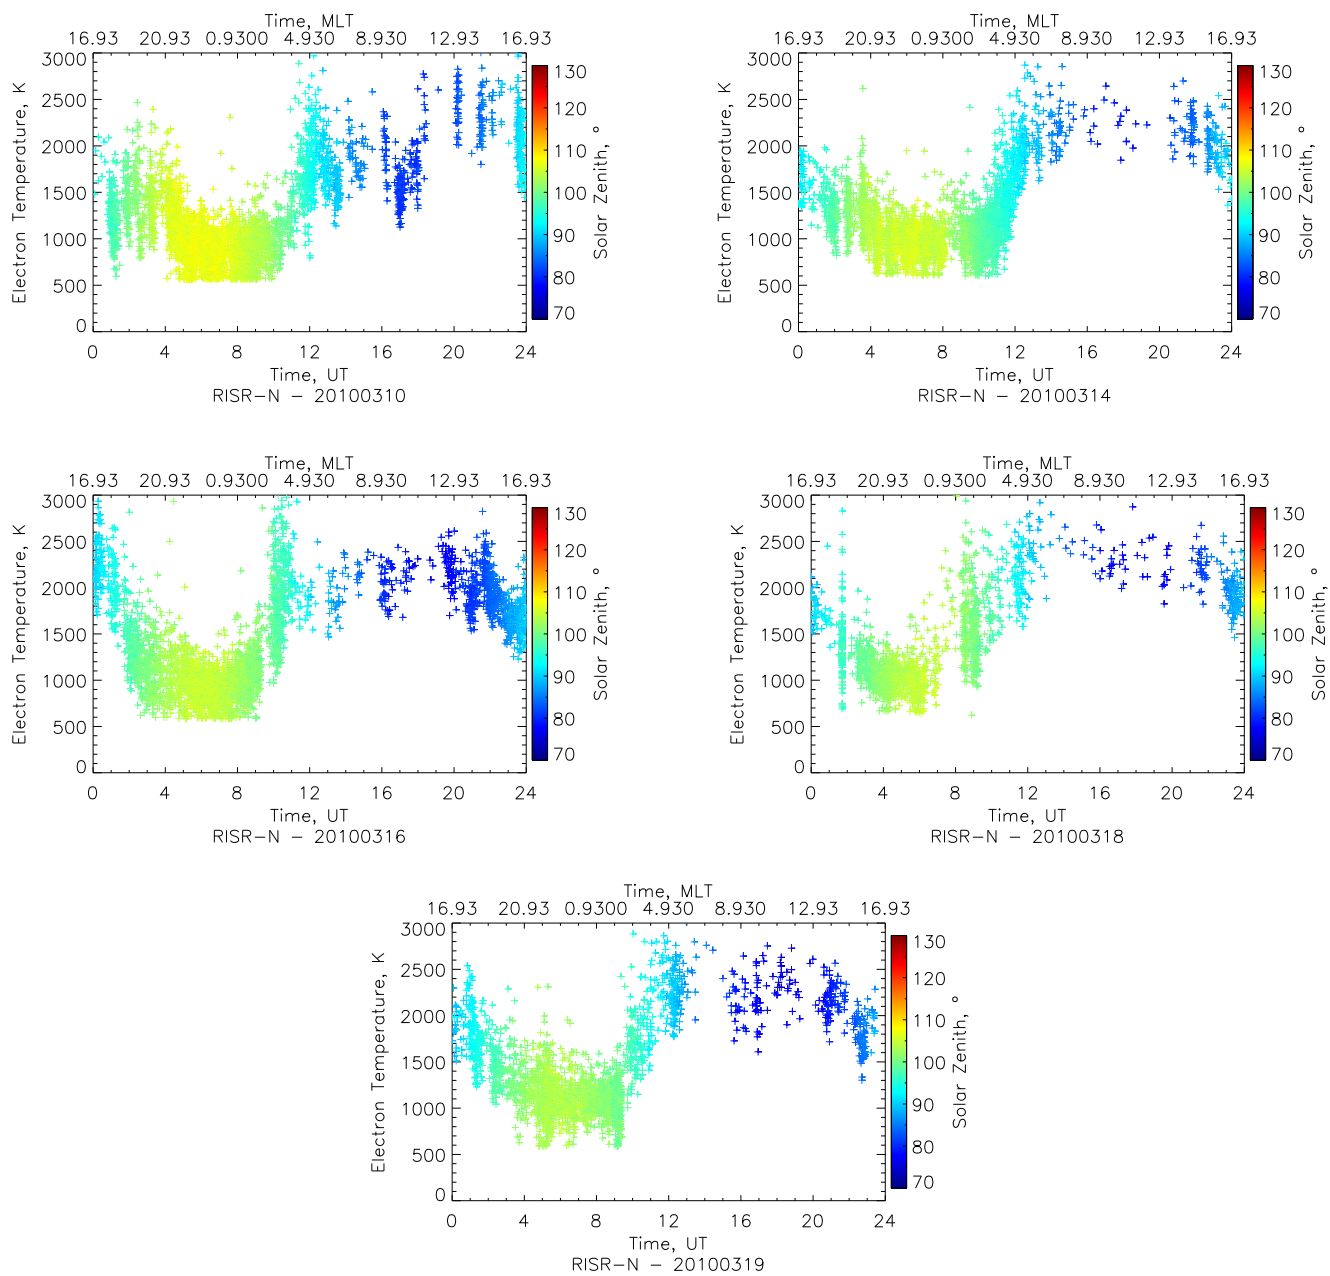 Time, MLT
16.93 20.93 0.9300 4.930 8.930 12.93 16.93
3000
2500
2000
1500
1000
500
0
Electron Temperature, K
130
120
110
100
90
80
70
Solar Zenith, °
0 4 8 12 16 20 24
Time, UT
RISR-N - 20100310
Time, MLT
16.93 20.93 0.9300 4.930 8.930 12.93 16.93
3000
2500
2000
1500
1000
500
0
Electron Temperature, K
130
120
110
100
90
80
70
Solar Zenith, °
0 4 8 12 16 20 24
Time, UT
RISR-N - 20100314
Time, MLT
16.93 20.93 0.9300 4.930 8.930 12.93 16.93
3000
2500
2000
1500
1000
500
0
Electron Temperature, K
130
120
110
100
90
80
70
Solar Zenith, °
0 4 8 12 16 20 24
Time, UT
RISR-N - 20100316
Time, MLT
16.93 20.93 0.9300 4.930 8.930 12.93 16.93
3000
2500
2000
1500
1000
500
0
Electron Temperature, K
130
120
110
100
90
80
70
Solar Zenith, °
0 4 8 12 16 20 24
Time, UT
RISR-N - 20100318
Time, MLT
16.93 20.93 0.9300 4.930 8.930 12.93 16.93
3000
2500
2000
1500
1000
500
0
Electron Temperature, K
130
120
110
100
90
80
70
Solar Zenith, °
0 4 8 12 16 20 24
Time, UT
RISR-N - 20100319